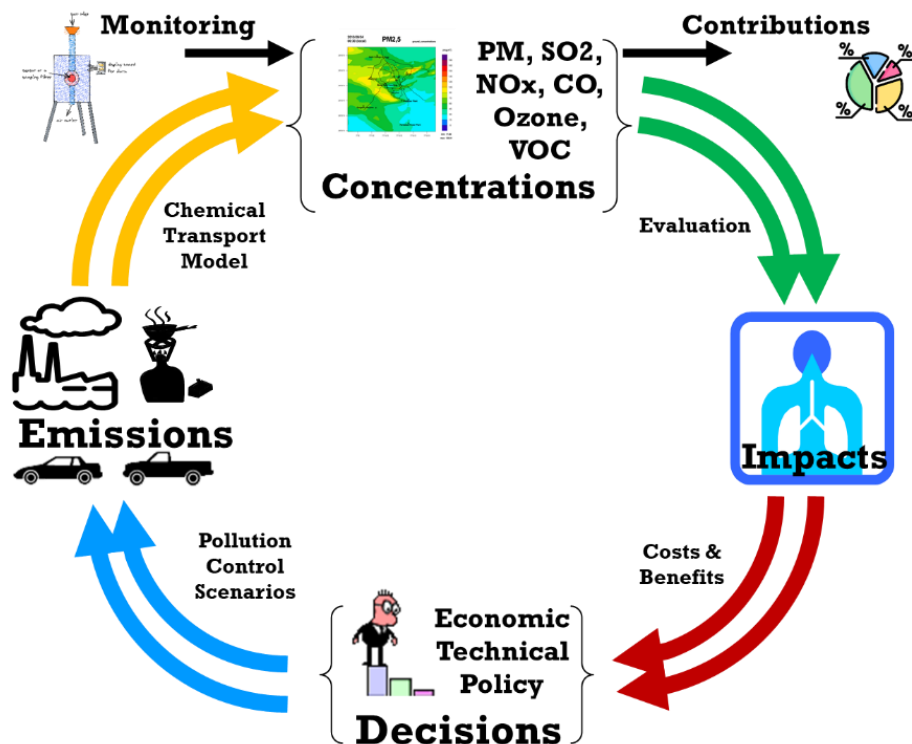 Monitoring
Contributions
PM2,5
PM, SO2,
NOx, CO,
Ozone,
VOC
Concentrations
%
%
%
%
Chemical
Transport
Model
Evaluation
Emissions
Impacts
Pollution
Control
Scenarios
Costs &
Benefits
Economic
Technical
Policy
Decisions